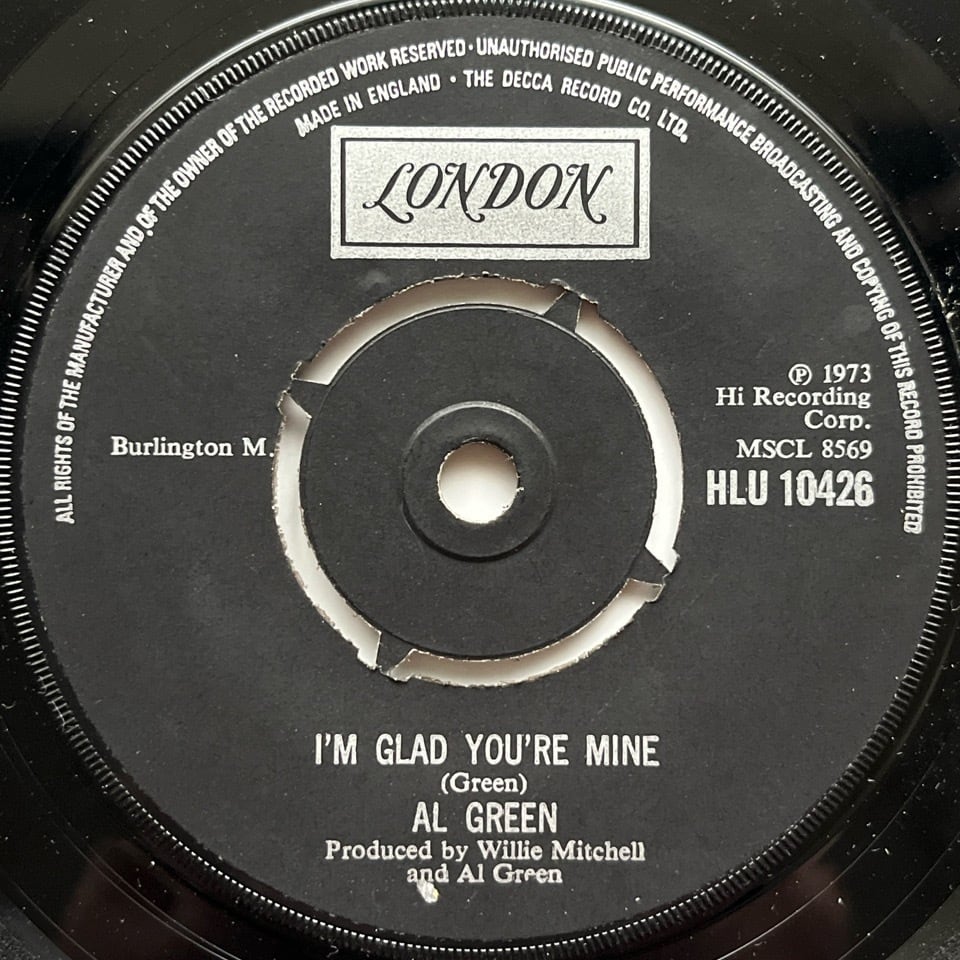 ALL RIGHTS OF THE MANUFACTURER AND OF THE OWNER OF THE RECORDED WORK RESERVED · UNAUTHORISED PUBLIC PERFORMANCE BROADCASTING AND COPYING OF THIS RECORD PROHIBITED
MADE IN ENGLAND · THE DECCA RECORD CO. LTD.
LONDON
℗ 1973
Hi Recording
Corp.
Burlington M.
MSCL 8569
HLU 10426
I'M GLAD YOU'RE MINE
(Green)
AL GREEN
Produced by Willie Mitchell
and Al Green